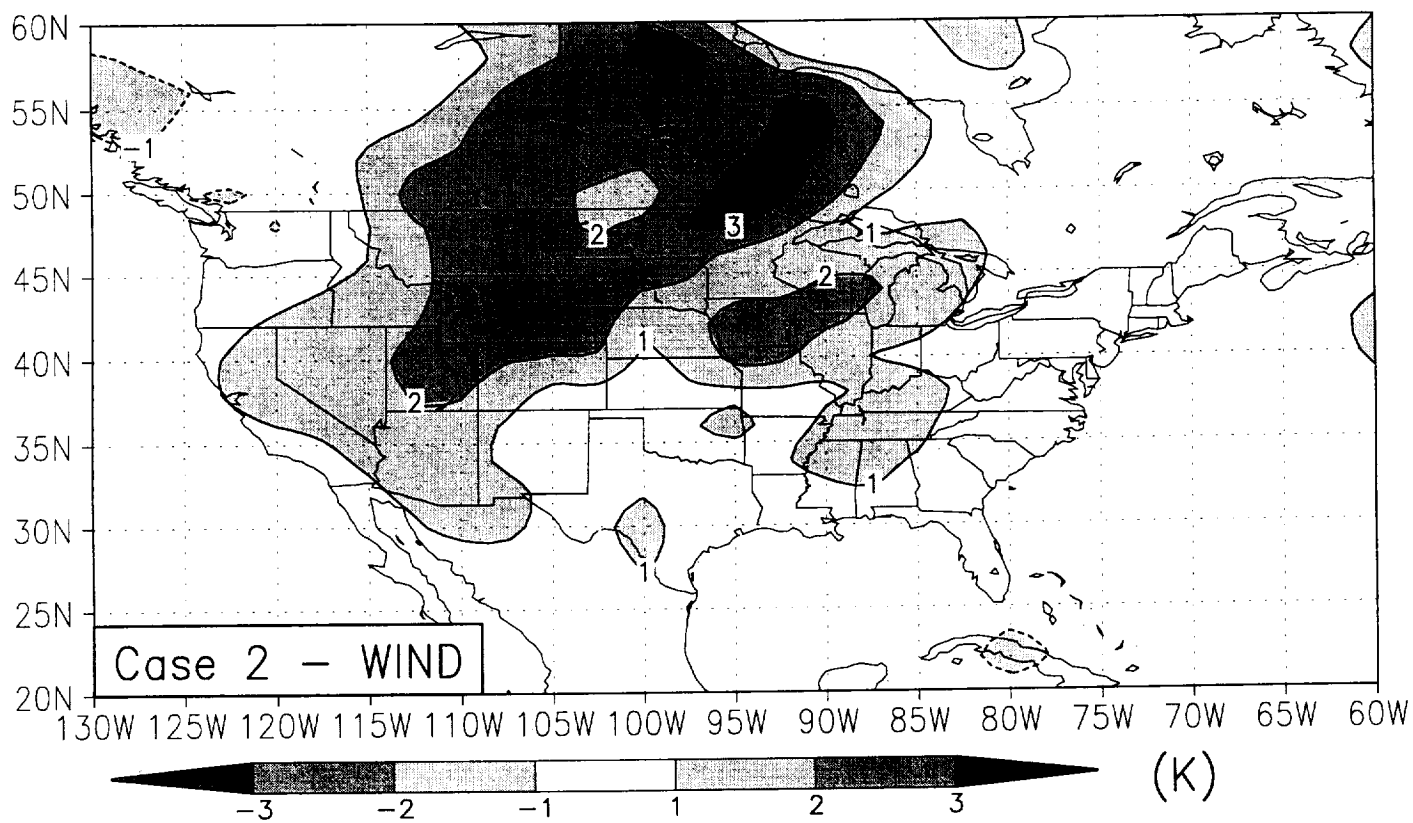 60N
55N
50N
45N
40N
35N
30N
25N
20N
-1
2
3
1
2
1
2
1
1
Case 2 - WIND
130W 125W 120W 115W 110W 105W 100W 95W 90W 85W 80W 75W 70W 65W 60W
-3 -2 -1 1 2 3
(K)